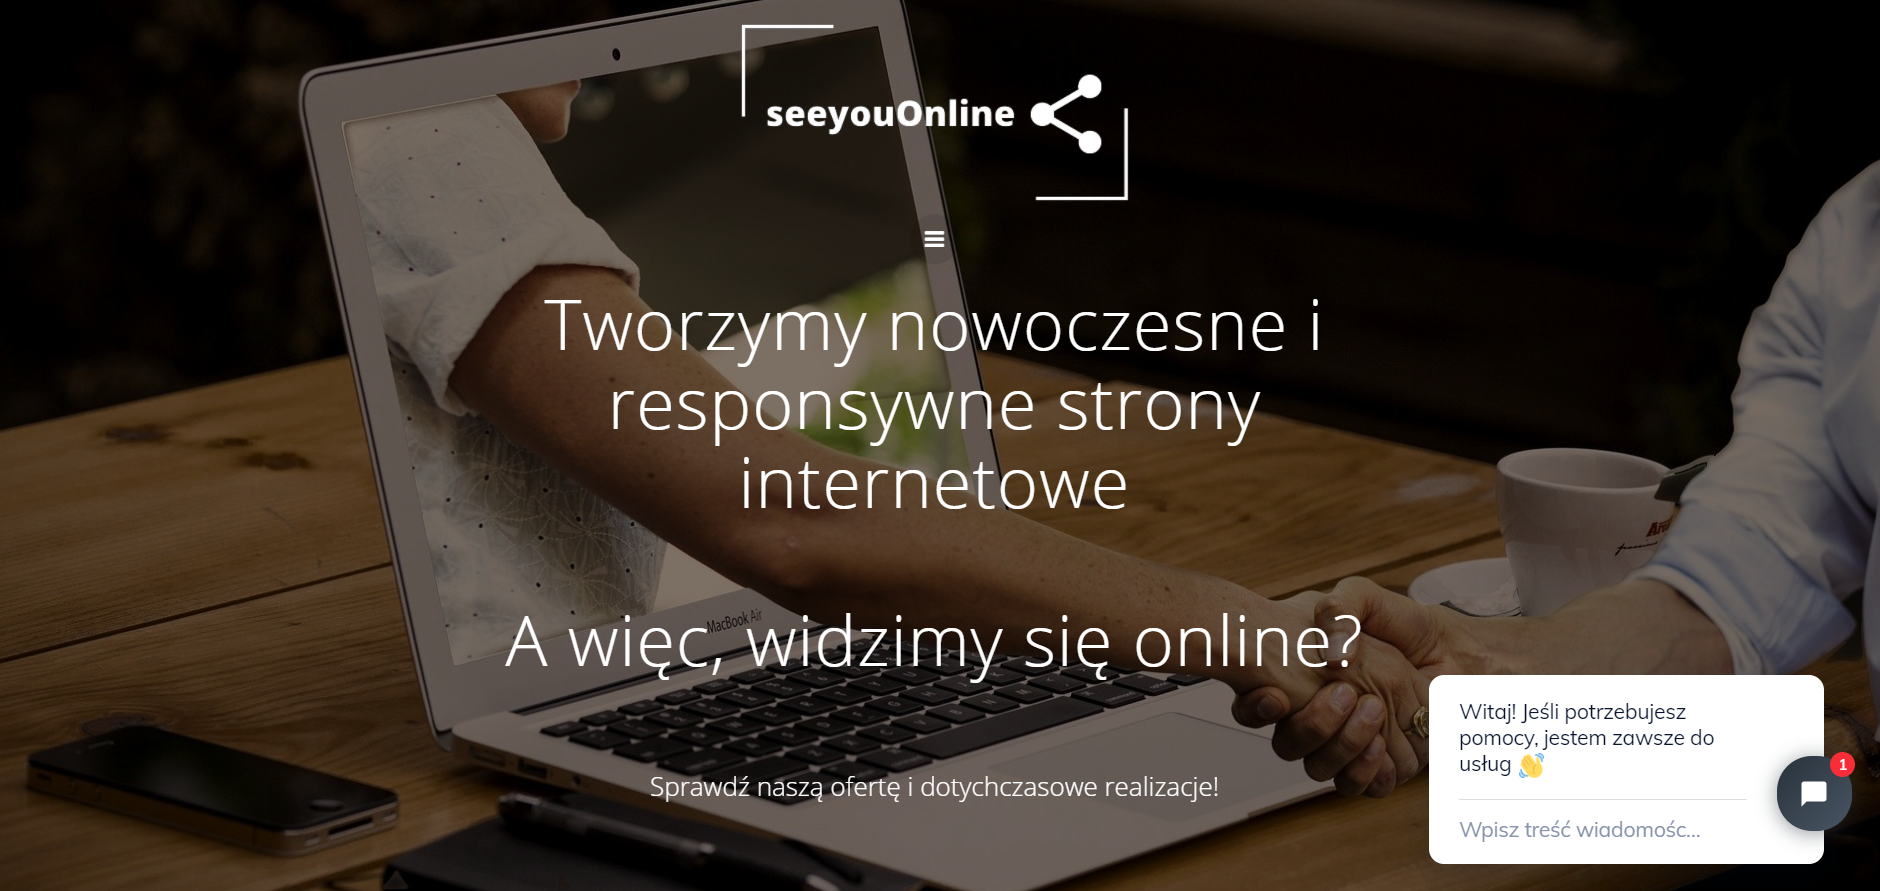 seeyouOnline
Tworzymy nowoczesne i
responsywne strony
internetowe
A więc, widzimy się online?
MacBook Air
Sprawdź naszą ofertę i dotychczasowe realizacje!
Witaj! Jeśli potrzebujesz
pomocy, jestem zawsze do
usług 👋
1
Wpisz treść wiadomośc...